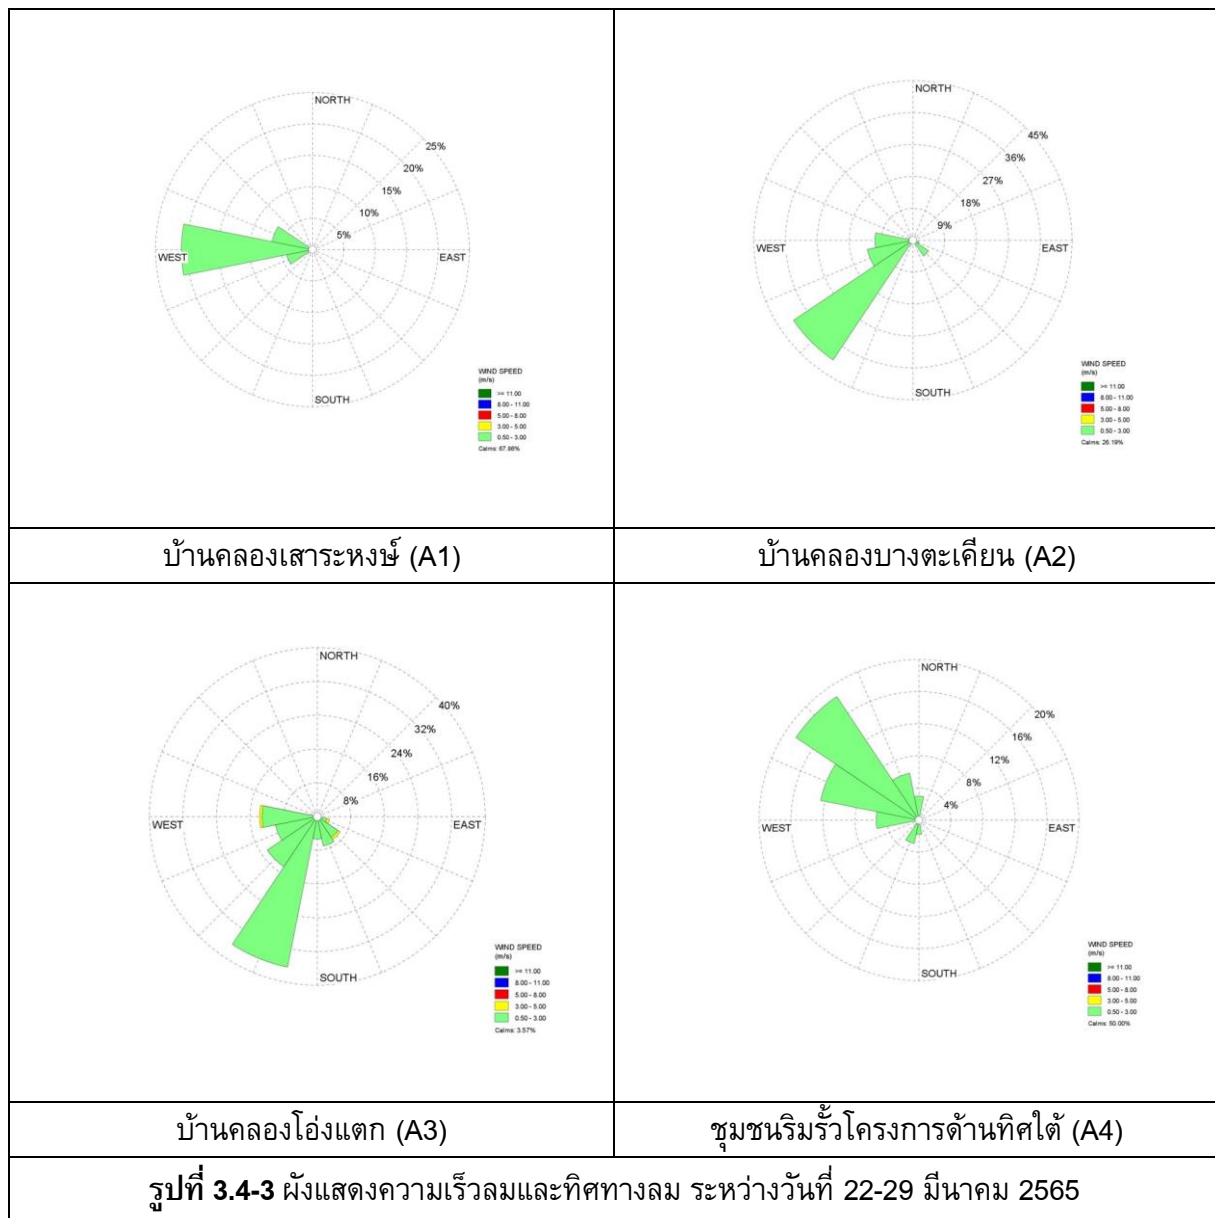 NORTH
25%
20%
15%
10%
5%
WEST
EAST
SOUTH
WIND SPEED
(m/s)
>= 11.00
8.00 - 11.00
5.00 - 8.00
3.00 - 5.00
0.50 - 3.00
Calms: 67.86%
NORTH
45%
36%
27%
18%
9%
WEST
EAST
SOUTH
WIND SPEED
(m/s)
>= 11.00
8.00 - 11.00
5.00 - 8.00
3.00 - 5.00
0.50 - 3.00
Calms: 26.19%
บ้านคลองเสาระหงษ์ (A1)
บ้านคลองบางตะเคียน (A2)
NORTH
40%
32%
24%
16%
8%
WEST
EAST
SOUTH
WIND SPEED
(m/s)
>= 11.00
8.00 - 11.00
5.00 - 8.00
3.00 - 5.00
0.50 - 3.00
Calms: 3.57%
NORTH
20%
16%
12%
8%
4%
WEST
EAST
SOUTH
WIND SPEED
(m/s)
>= 11.00
8.00 - 11.00
5.00 - 8.00
3.00 - 5.00
0.50 - 3.00
Calms: 50.00%
บ้านคลองโอ่งแตก (A3)
ชุมชนริมรั้วโครงการด้านทิศใต้ (A4)
รูปที่ 3.4-3 ผังแสดงความเร็วลมและทิศทางลม ระหว่างวันที่ 22-29 มีนาคม 2565